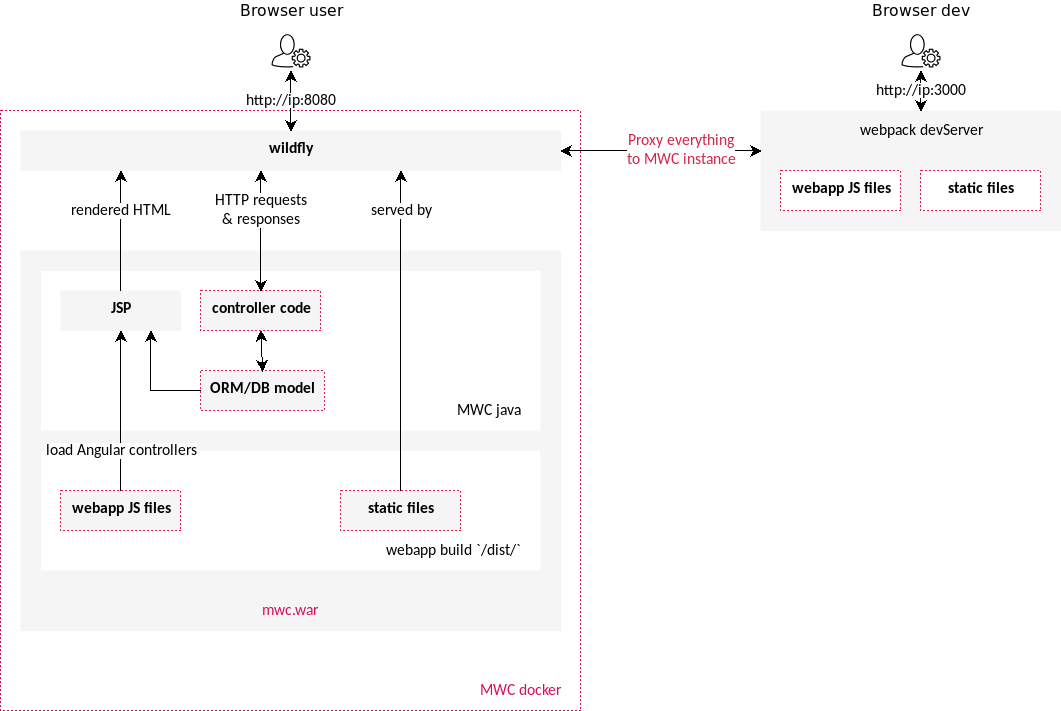 Browser user
Browser dev
http://ip:8080
http://ip:3000
webpack devServer
wildfly
Proxy everything
to MWC instance
webapp JS files
static files
rendered HTML
HTTP requests
& responses
served by
JSP
controller code
ORM/DB model
MWC java
load Angular controllers
webapp JS files
static files
webapp build `/dist/`
mwc.war
MWC docker